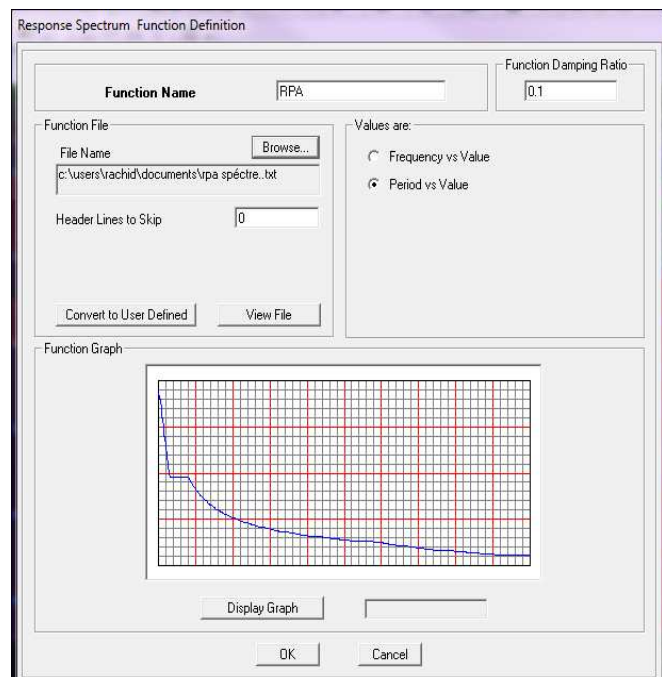 Response Spectrum Function Definition
Function Damping Ratio
Function Name
RPA
0.1
Function File
Values are:
File Name
Browse...
c:\users\rachid\documents\rpa spéctre..txt
Header Lines to Skip
0
Frequency vs Value
Period vs Value
Convert to User Defined
View File
Function Graph
Display Graph
OK
Cancel